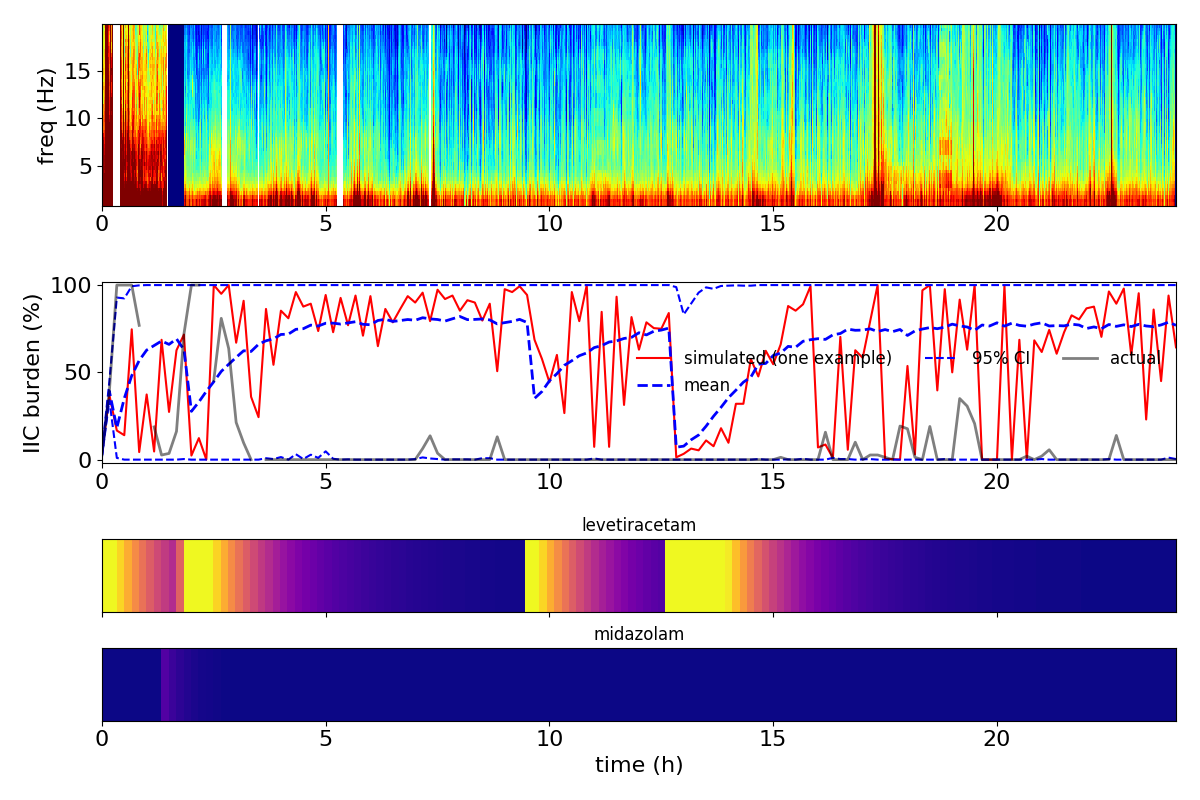 freq (Hz)
15
10
5
0 5 10 15 20
IIC burden (%)
100
50
0
simulated (one example) 95% CI actual
mean
0 5 10 15 20
levetiracetam
midazolam
0 5 10 15 20
time (h)